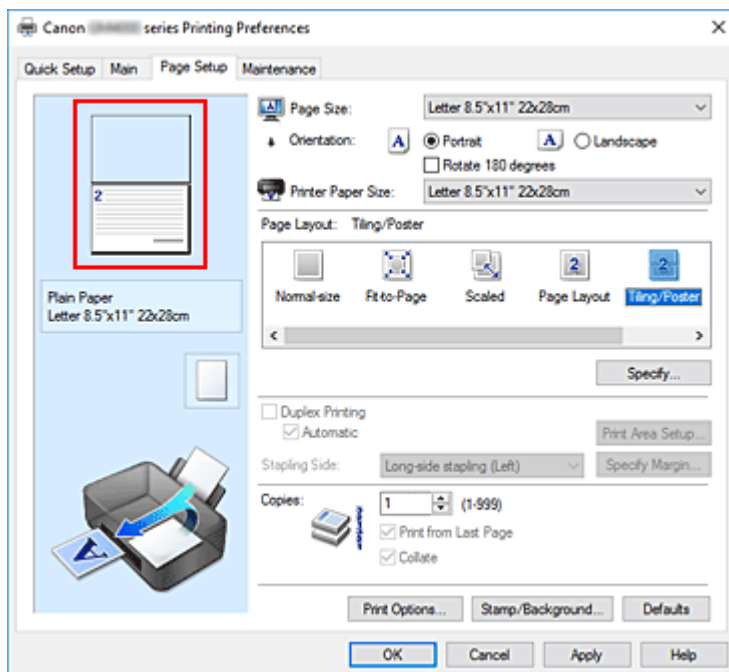 Canon series Printing Preferences
Quick Setup Main Page Setup Maintenance
2
Plain Paper
Letter 8.5"x11" 22x28cm
A
Page Size: Letter 8.5"x11" 22x28cm
Orientation: A Portrait A Landscape
Rotate 180 degrees
Printer Paper Size: Letter 8.5"x11" 22x28cm
Page Layout: Tiling/Poster
2 2
Normal-size Fit-to-Page Scaled Page Layout Tiling/Poster
Specify...
Duplex Printing
Automatic Print Area Setup...
Stapling Side: Long-side stapling (Left) Specify Margin...
Copies: 1 (1-999)
Print from Last Page
Collate
Print Options... Stamp/Background... Defaults
OK Cancel Apply Help